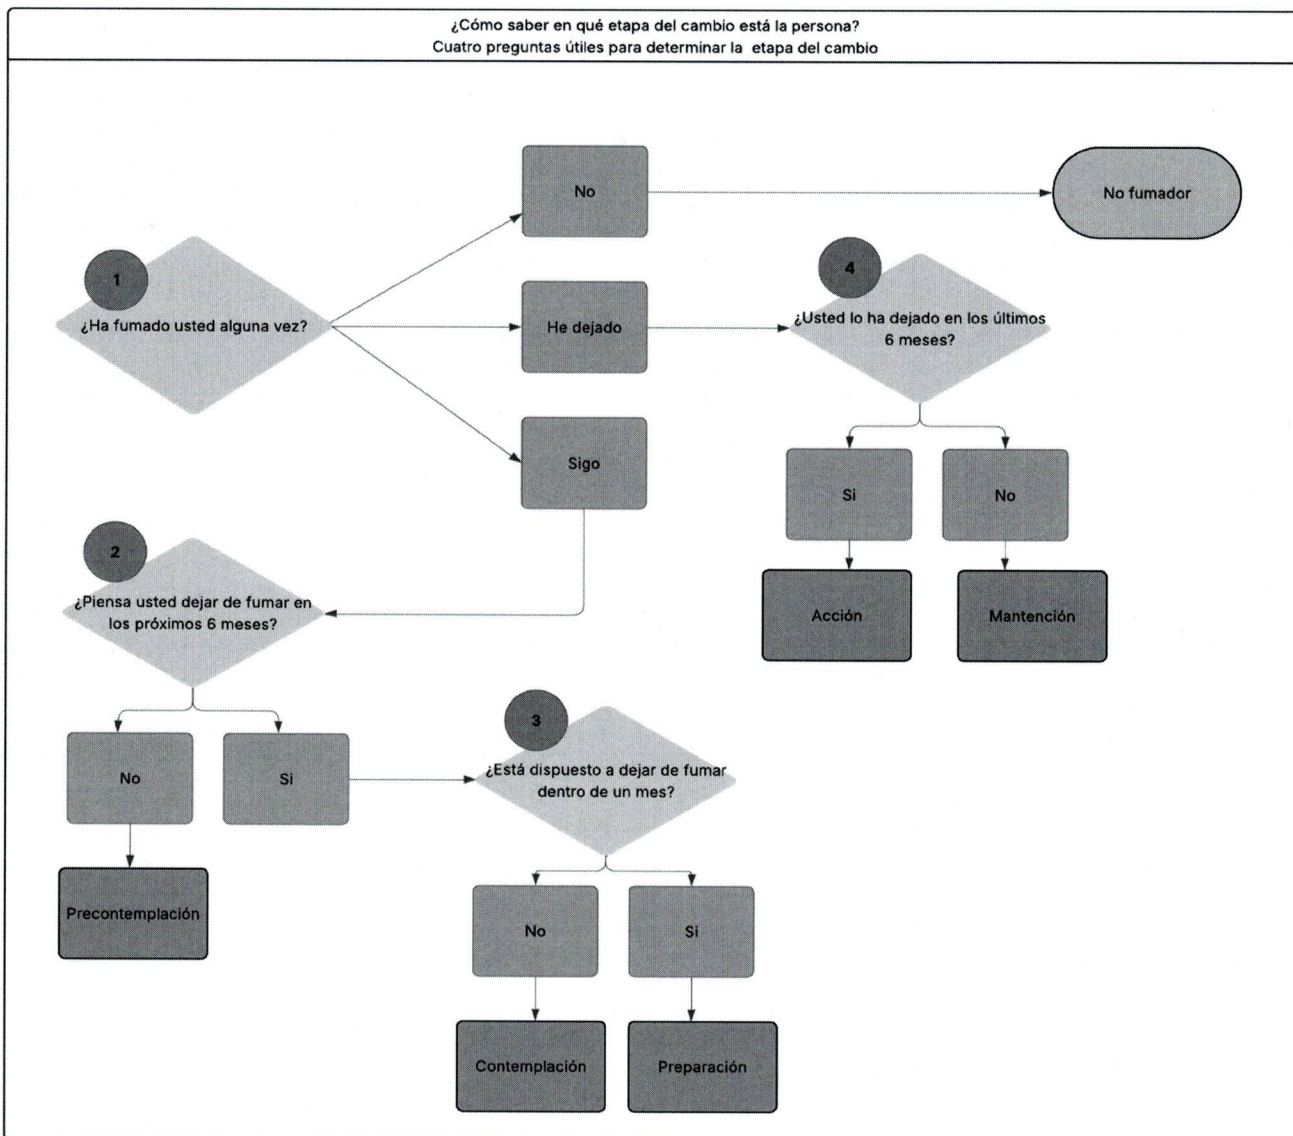 ¿Cómo saber en qué etapa del cambio está la persona?
Cuatro preguntas útiles para determinar la etapa del cambio
No
No fumador
1
¿Ha fumado usted alguna vez?
He dejado
4
¿Usted lo ha dejado en los últimos
6 meses?
Sigo
Si
No
Acción
Mantención
2
¿Piensa usted dejar de fumar en
los próximos 6 meses?
No
Si
3
¿Está dispuesto a dejar de fumar
dentro de un mes?
Precontemplación
No
Si
Contemplación
Preparación